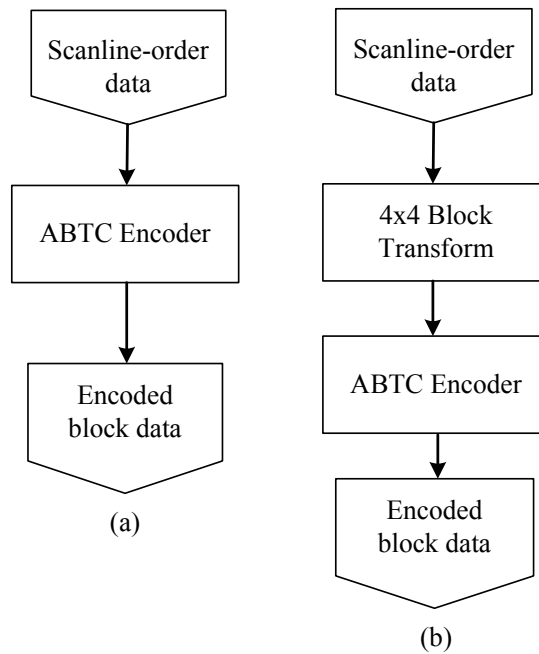 Scanline-order
data
ABTC Encoder
Encoded
block data
(a)
Scanline-order
data
4x4 Block
Transform
ABTC Encoder
Encoded
block data
(b)